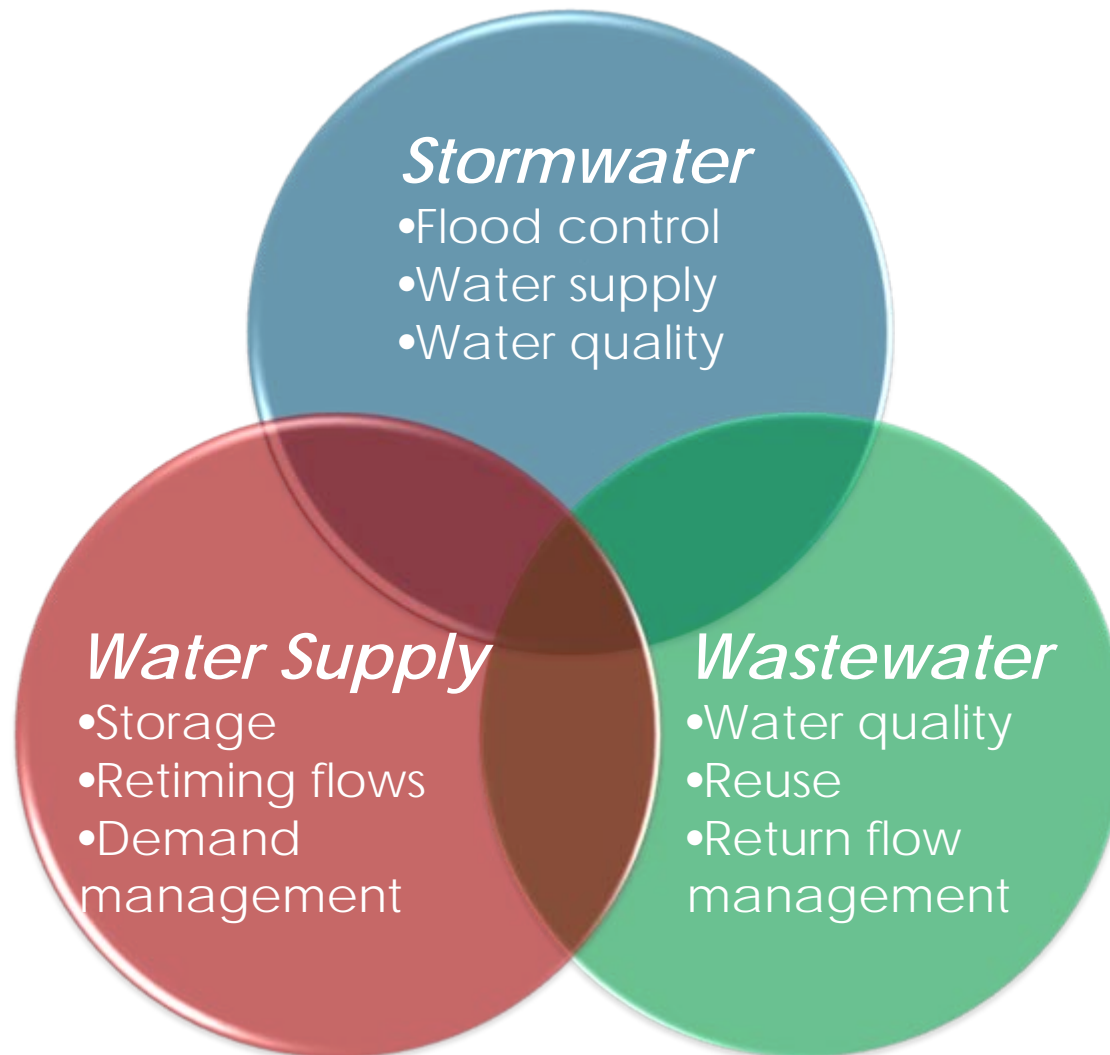 Stormwater
•Flood control
•Water supply
•Water quality
Water Supply
•Storage
•Retiming flows
•Demand
management
Wastewater
•Water quality
•Reuse
•Return flow
management